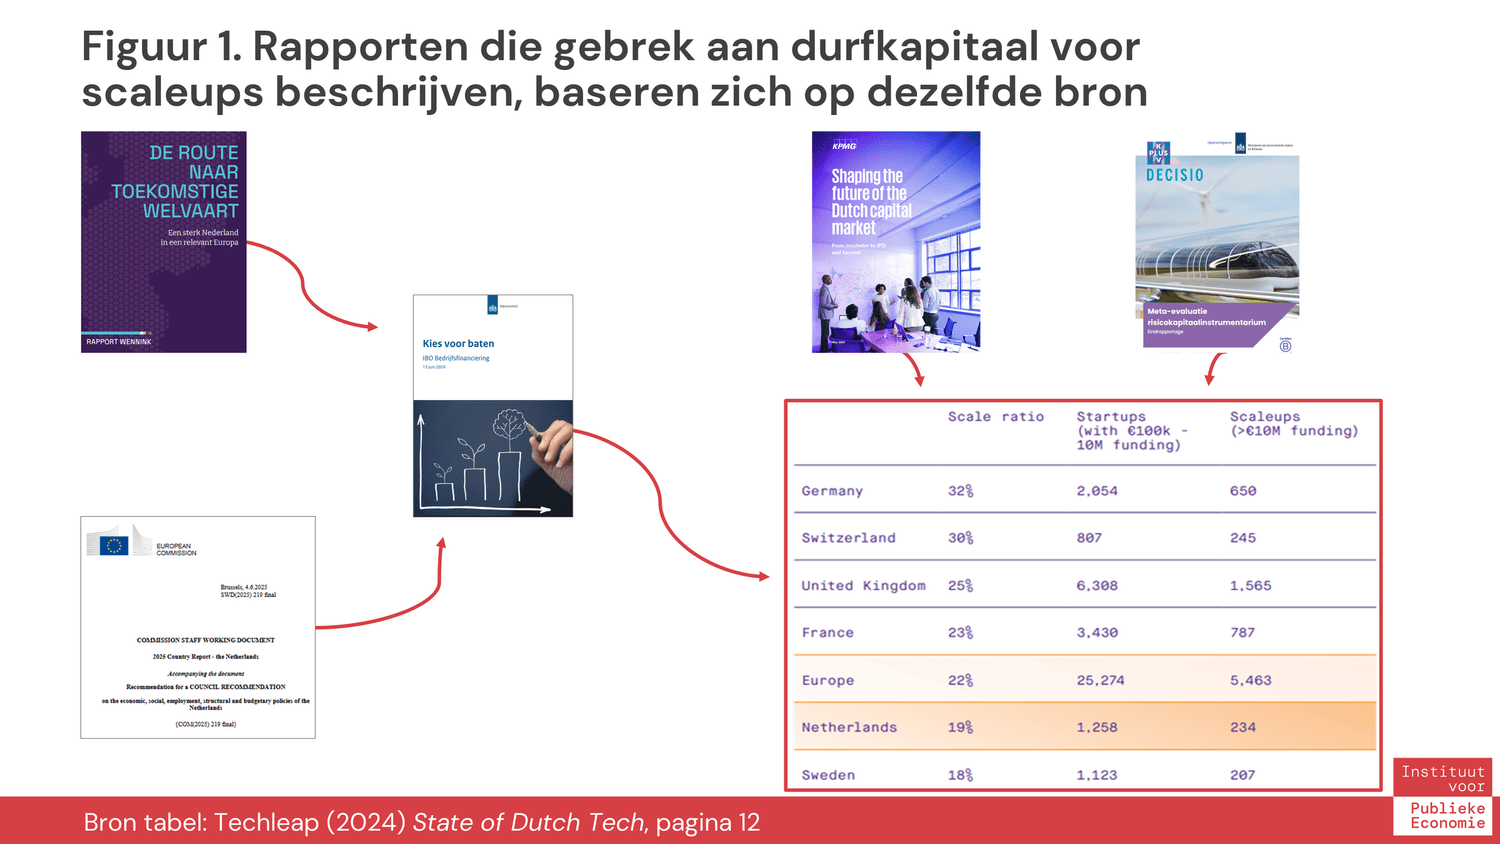 Figuur 1. Rapporten die gebrek aan durfkapitaal voor
scaleups beschrijven, baseren zich op dezelfde bron
DE ROUTE
NAAR
TOEKOMSTIGE
WELVAART
Een sterk Nederland
in een relevant Europa
RAPPORT WENNINK
Kies voor baten
IBO Bedrijfsfinanciering
13 juni 2024
EUROPEAN
COMMISSION
Brussels, 4.6.2025
SWD(2025) 219 final
COMMISSION STAFF WORKING DOCUMENT
2025 Country Report - the Netherlands
Accompanying the document
Recommendation for a COUNCIL RECOMMENDATION
on the economic, social, employment, structural and budgetary policies of the
Netherlands
{COM(2025) 219 final}
KPMG
Shaping the
future of the
Dutch capital
market
From incubator to IPO
and beyond
K
PLUS
V
DECISIO
Meta-evaluatie
risicokapitaalinstrumentarium
Eindrapportage
Scale ratio
Startups
(with €100k -
10M funding)
Scaleups
(>€10M funding)
Germany 32% 2,054 650
Switzerland 30% 807 245
United Kingdom 25% 6,308 1,565
France 23% 3,430 787
Europe 22% 25,274 5,463
Netherlands 19% 1,258 234
Sweden 18% 1,123 207
Bron tabel: Techleap (2024) State of Dutch Tech, pagina 12
Instituut
voor
Publieke
Economie